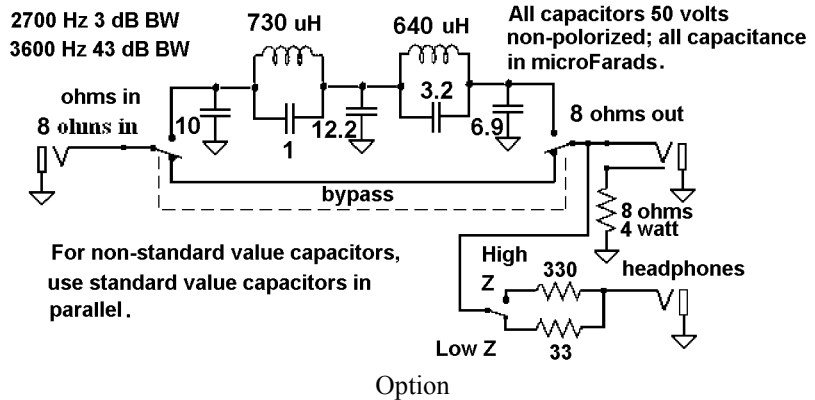 2700 Hz 3 dB BW
3600 Hz 43 dB BW
730 uH
640 uH
All capacitors 50 volts
non-polorized; all capacitance
in microFarads.
ohms in
8 ohms in
10
1
12.2
3.2
6.9
8 ohms out
bypass
8 ohms
4 watt
For non-standard value capacitors,
use standard value capacitors in
parallel.
High
Z
330
headphones
Low Z
33
Option